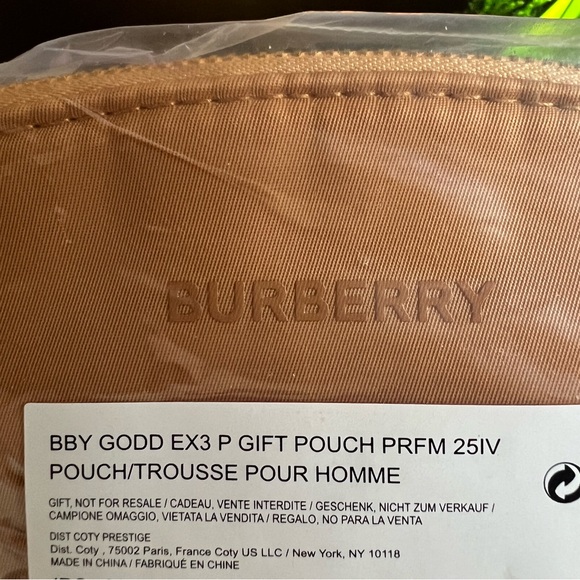 BURBERRY
BBY GODD EX3 P GIFT POUCH PRFM 25IV
POUCH/TROUSSE POUR HOMME
GIFT, NOT FOR RESALE / CADEAU, VENTE INTERDITE / GESCHENK, NICHT ZUM VERKAUF /
CAMPIONE OMAGGIO, VIETATA LA VENDITA / REGALO, NO PARA LA VENTA
DIST COTY PRESTIGE
Dist. Coty , 75002 Paris, France Coty US LLC / New York, NY 10118
MADE IN CHINA / FABRIQUÉ EN CHINE